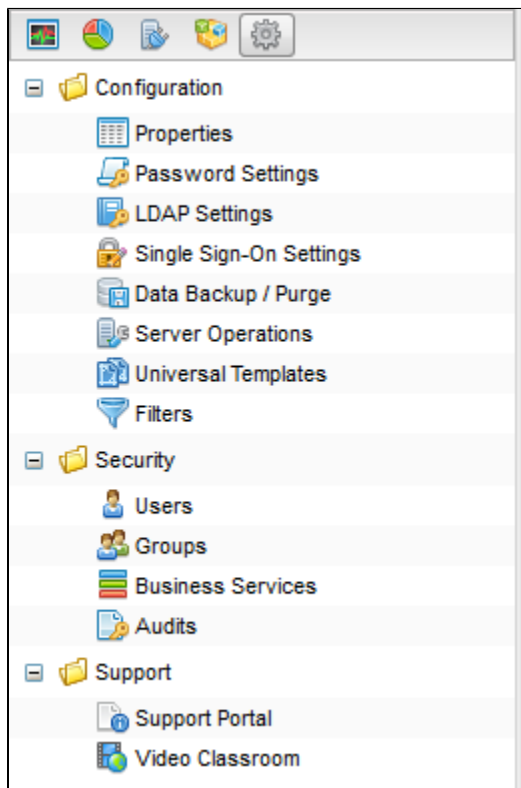 Configuration
Properties
Password Settings
LDAP Settings
Single Sign-On Settings
Data Backup / Purge
Server Operations
Universal Templates
Filters
Security
Users
Groups
Business Services
Audits
Support
Support Portal
Video Classroom